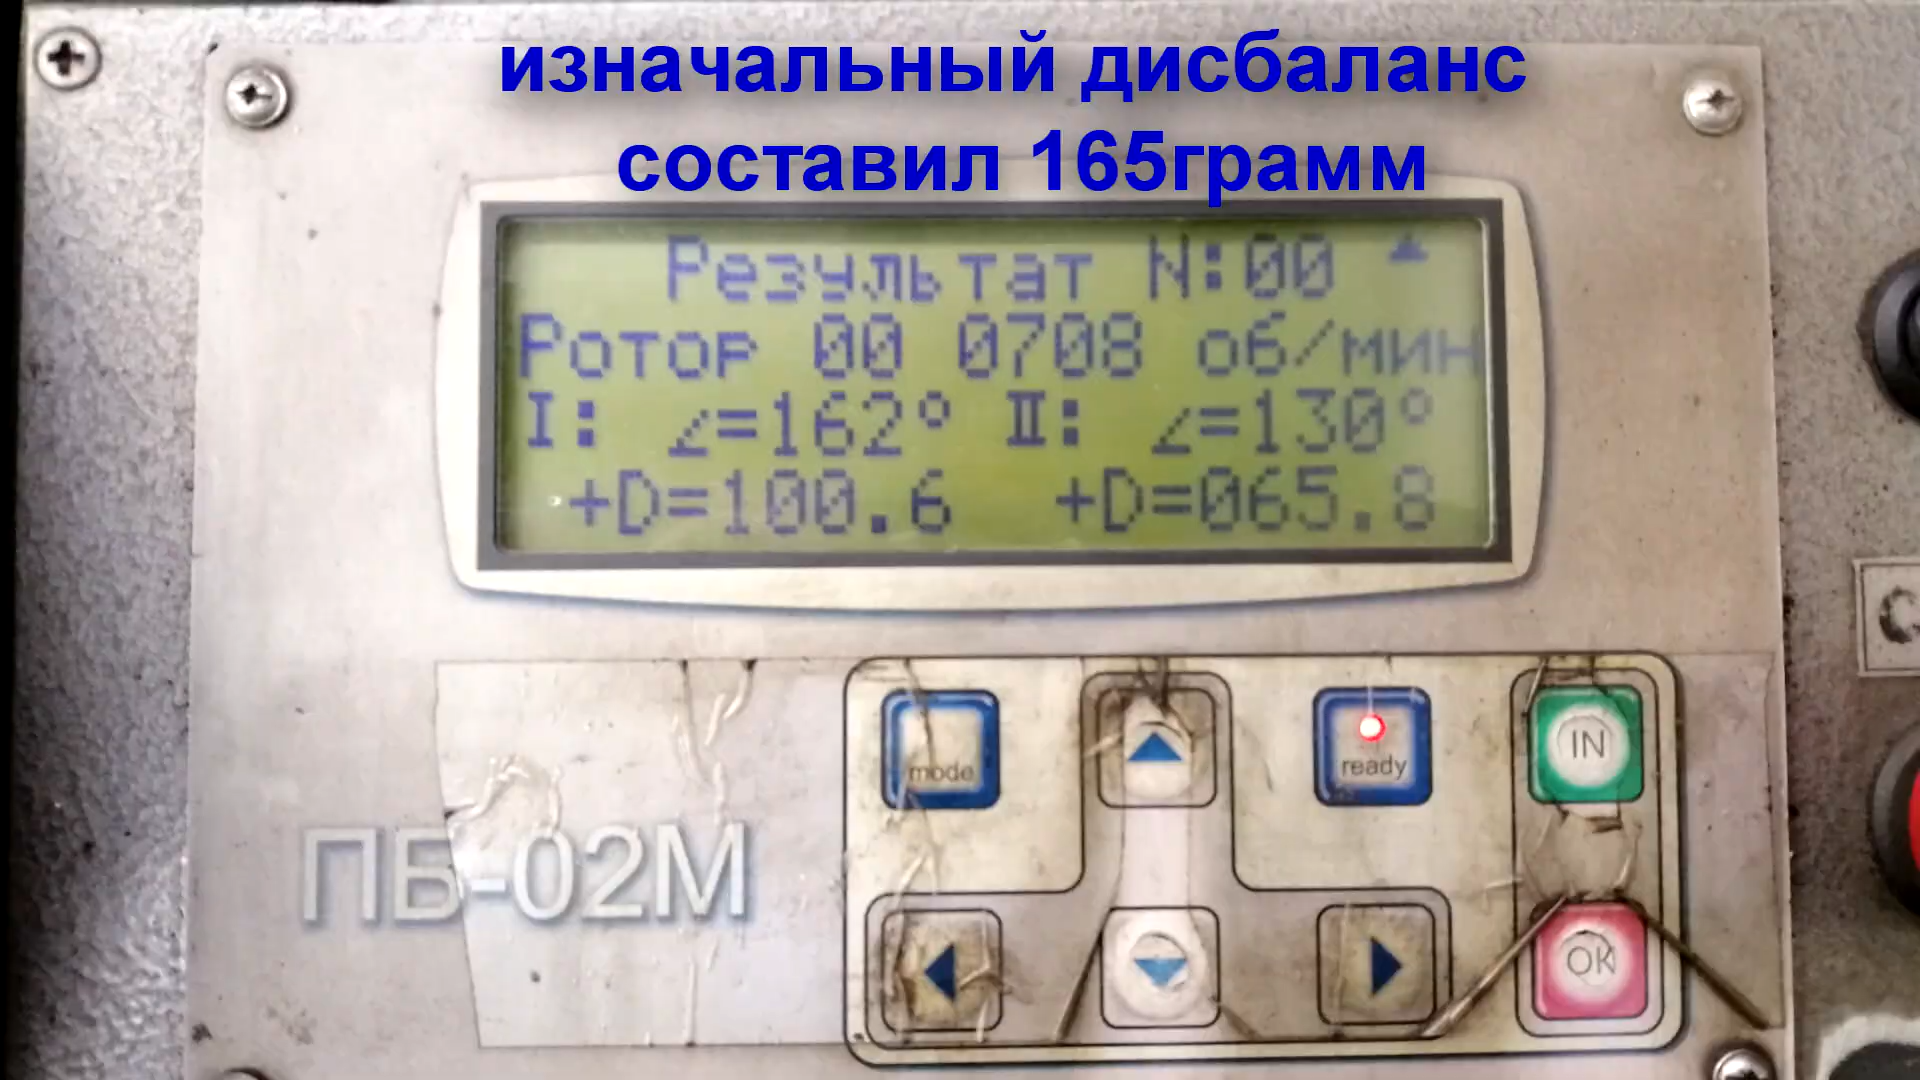 изначальный дисбаланс
составил 165грамм
Результат N:00
Ротор 00 0708 об/мин
I: ∠=162° II: ∠=130°
+D=100.6 +D=065.8
mode
ready
IN
ПБ-02М
OK